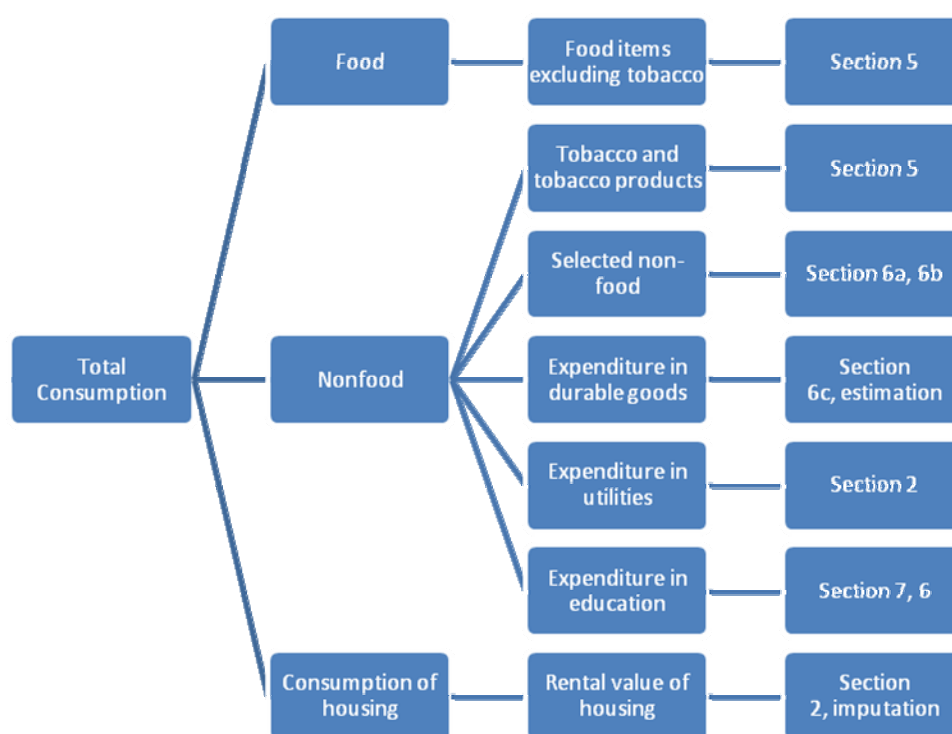 Food
Food items
excluding tobacco
Section 5
Tobacco and
tobacco products
Section 5
Selected non-
food
Section 6a, 6b
Total
Consumption
Nonfood
Expenditure in
durable goods
Section
6c, estimation
Expenditure in
utilities
Section 2
Expenditure in
education
Section 7, 6
Consumption of
housing
Rental value of
housing
Section
2, imputation